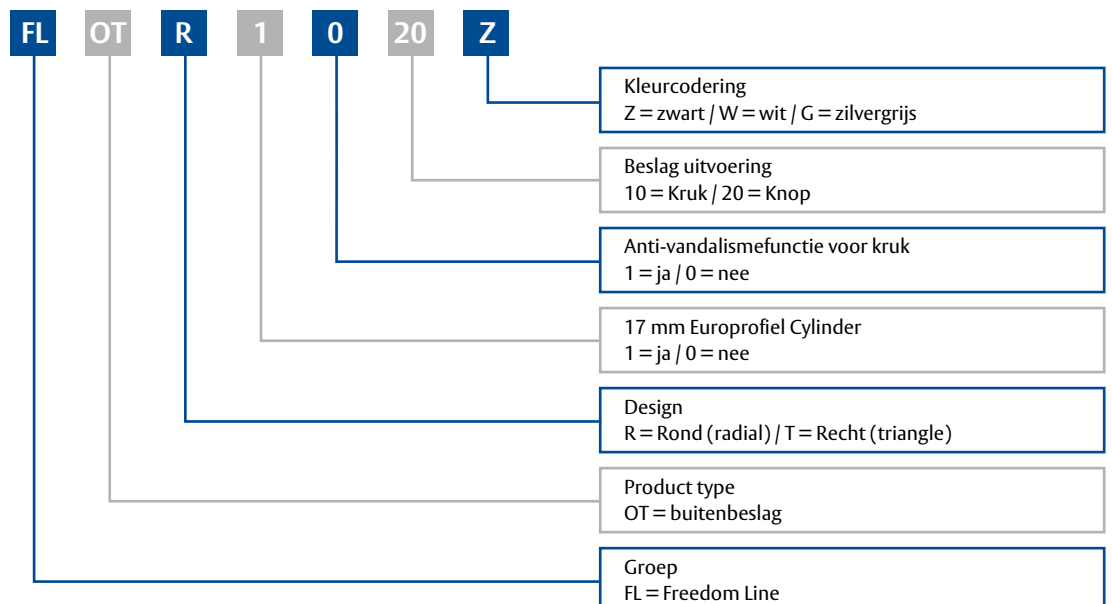 FL OT R 1 0 20 Z
Kleurcodering
Z = zwart / W = wit / G = zilvergrijs
Beslag uitvoering
10 = Kruk / 20 = Knop
Anti-vandalismefunctie voor kruk
1 = ja / 0 = nee
17 mm Europrofiel Cylinder
1 = ja / 0 = nee
Design
R = Rond (radial) / T = Recht (triangle)
Product type
OT = buitenbeslag
Groep
FL = Freedom Line